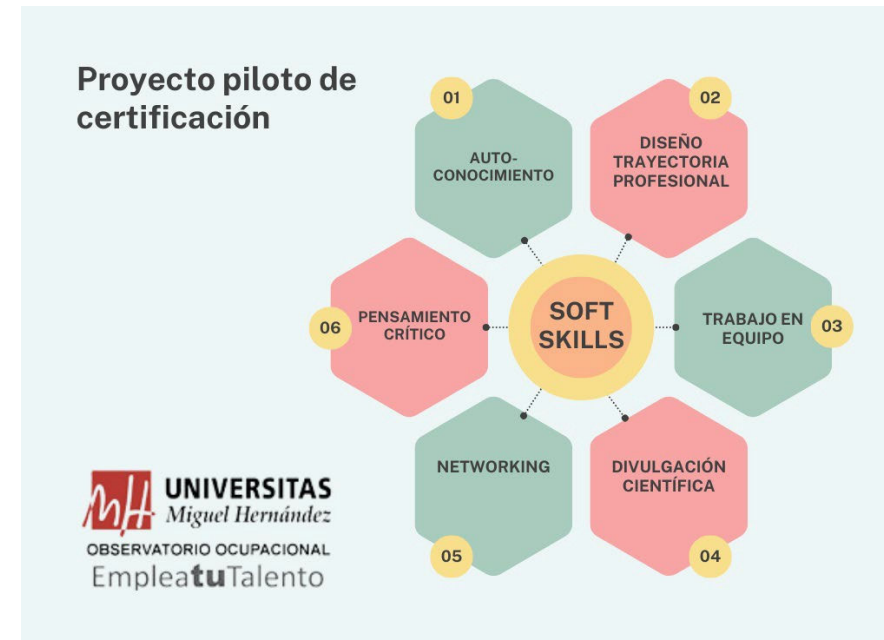 Proyecto piloto de
certificación
01
AUTO-
CONOCIMIENTO
02
DISEÑO
TRAYECTORIA
PROFESIONAL
03
TRABAJO EN
EQUIPO
04
DIVULGACIÓN
CIENTÍFICA
05
NETWORKING
06
PENSAMIENTO
CRÍTICO
SOFT
SKILLS
mH
UNIVERSITAS
Miguel Hernández
OBSERVATORIO OCUPACIONAL
EmpleatuTalento